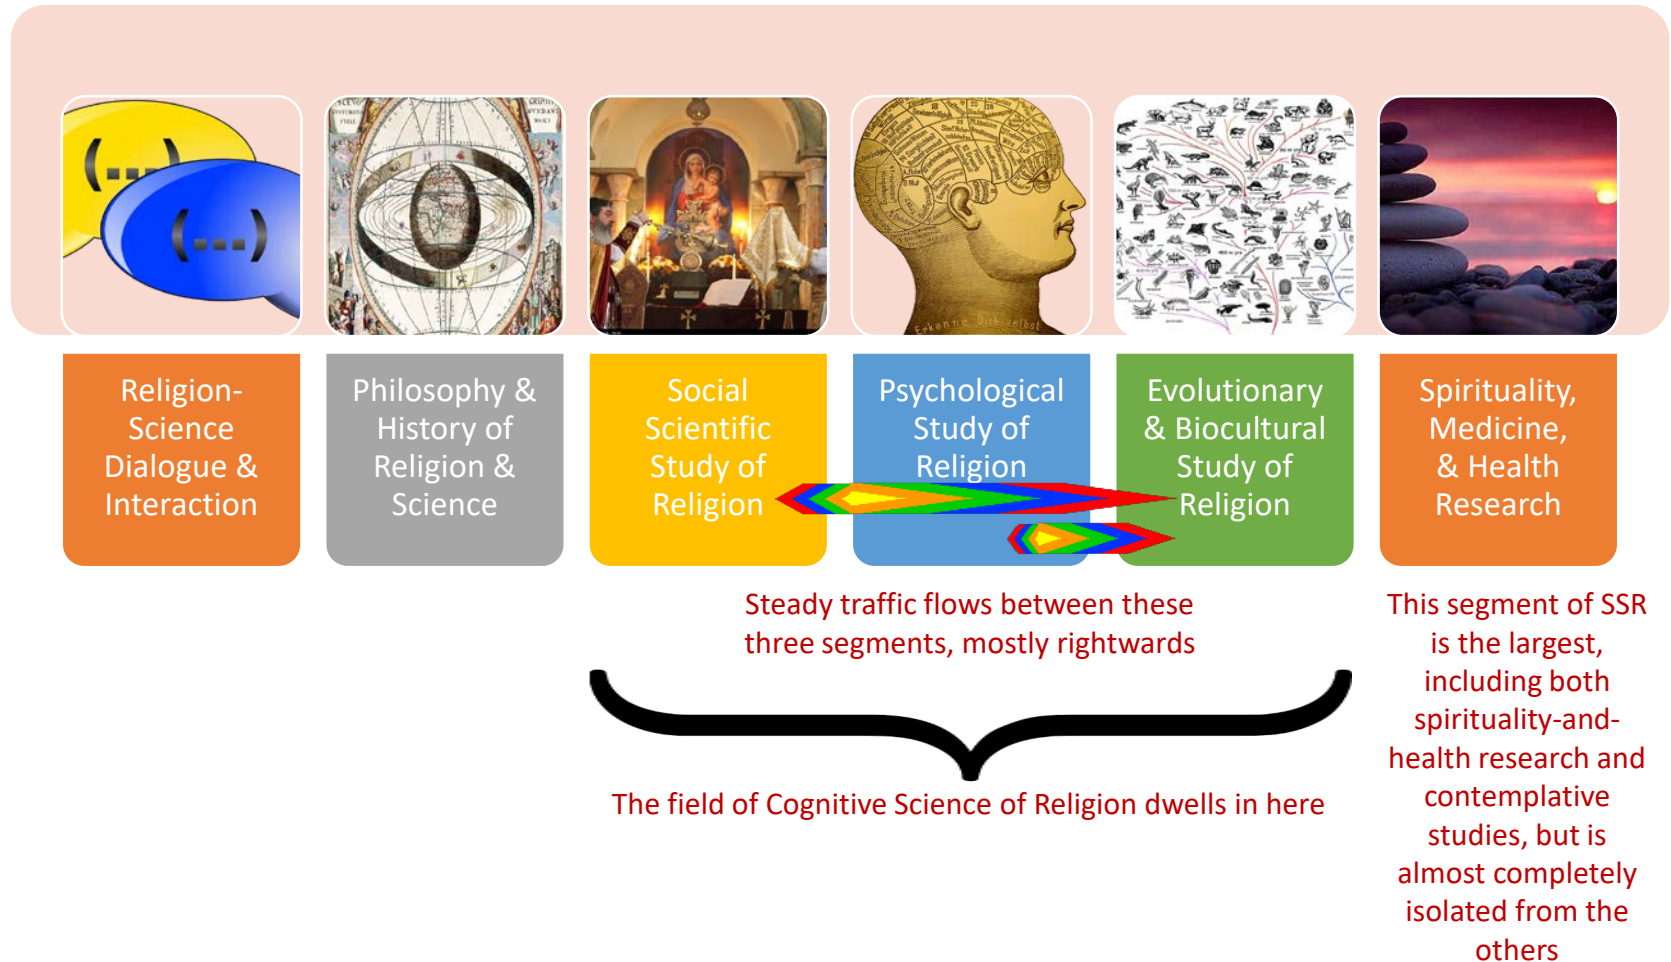 (...)
(...)
Erkenne Dich selbst
Religion-
Science
Dialogue &
Interaction
Philosophy &
History of
Religion &
Science
Social
Scientific
Study of
Religion
Psychological
Study of
Religion
Evolutionary
& Biocultural
Study of
Religion
Spirituality,
Medicine,
& Health
Research
Steady traffic flows between these
three segments, mostly rightwards
The field of Cognitive Science of Religion dwells in here
This segment of SSR
is the largest,
including both
spirituality-and-
health research and
contemplative
studies, but is
almost completely
isolated from the
others